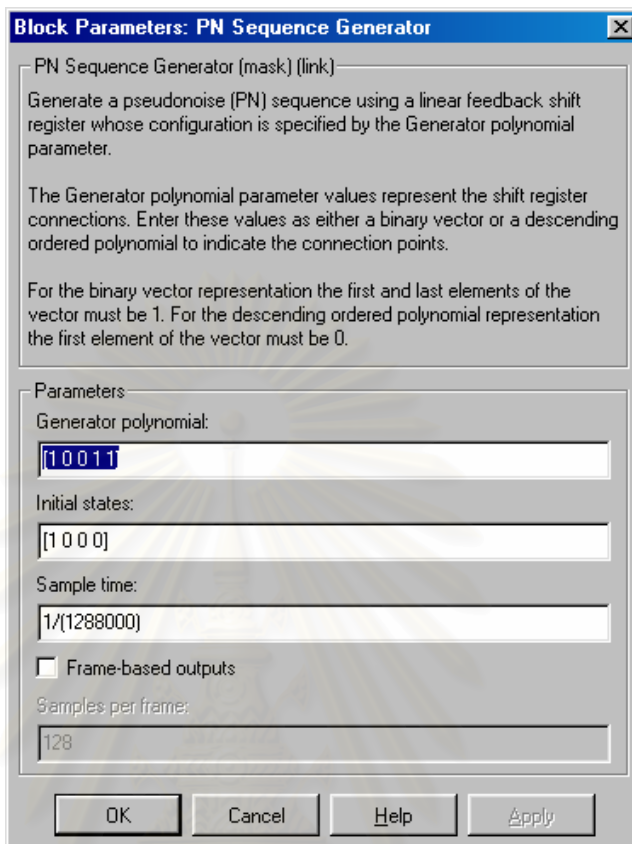 Block Parameters: PN Sequence Generator
PN Sequence Generator (mask) (link)
Generate a pseudonoise (PN) sequence using a linear feedback shift
register whose configuration is specified by the Generator polynomial
parameter.
The Generator polynomial parameter values represent the shift register
connections. Enter these values as either a binary vector or a descending
ordered polynomial to indicate the connection points.
For the binary vector representation the first and last elements of the
vector must be 1. For the descending ordered polynomial representation
the first element of the vector must be 0.
Parameters
Generator polynomial:
[1 0 0 1 1]
Initial states:
[1 0 0 0]
Sample time:
1/(1288000)
Frame-based outputs
Samples per frame:
128
OK
Cancel
Help
Apply